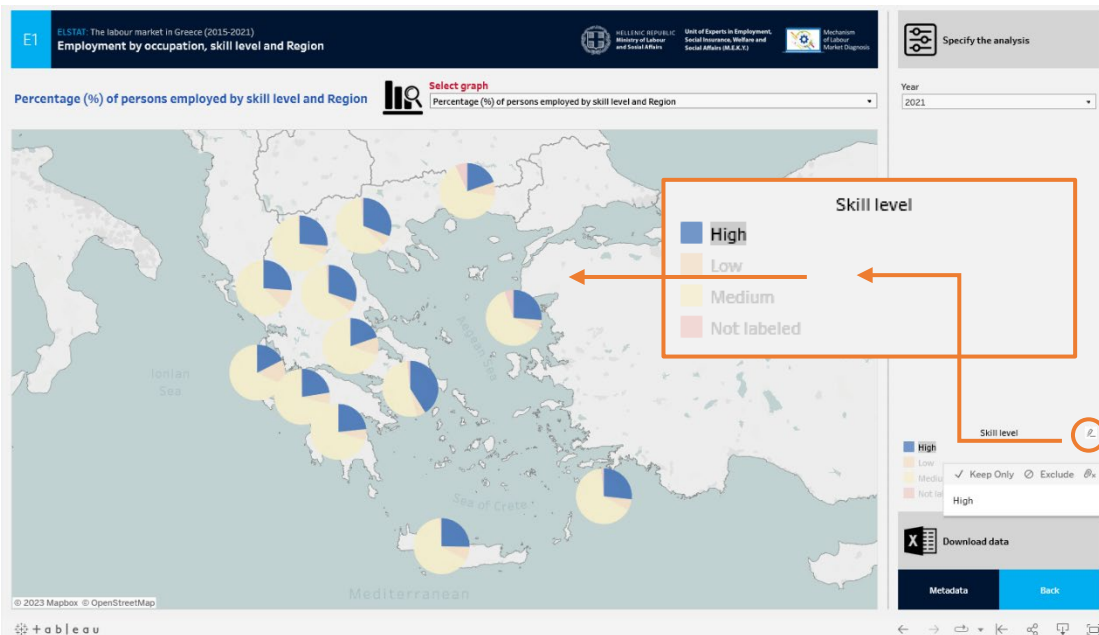 E1
ELSTAT: The labour market in Greece (2015-2021)
Employment by occupation, skill level and Region
HELLENIC REPUBLIC
Ministry of Labour
and Social Affairs
Unit of Experts in Employment,
Social Insurance, Welfare and
Social Affairs (M.E.K.Y.)
Mechanism
of Labour
Market Diagnosis
Specify the analysis
Percentage (%) of persons employed by skill level and Region
Select graph
Percentage (%) of persons employed by skill level and Region
Year
2021
Skill level
High
Low
Medium
Not labeled
Ionian
Sea
Aegean Sea
Sea of Crete
Mediterranean
© 2023 Mapbox © OpenStreetMap
Skill level
High
Low
Mediu
Not la
Keep Only
Exclude
High
Download data
Metadata
Back
+ableau